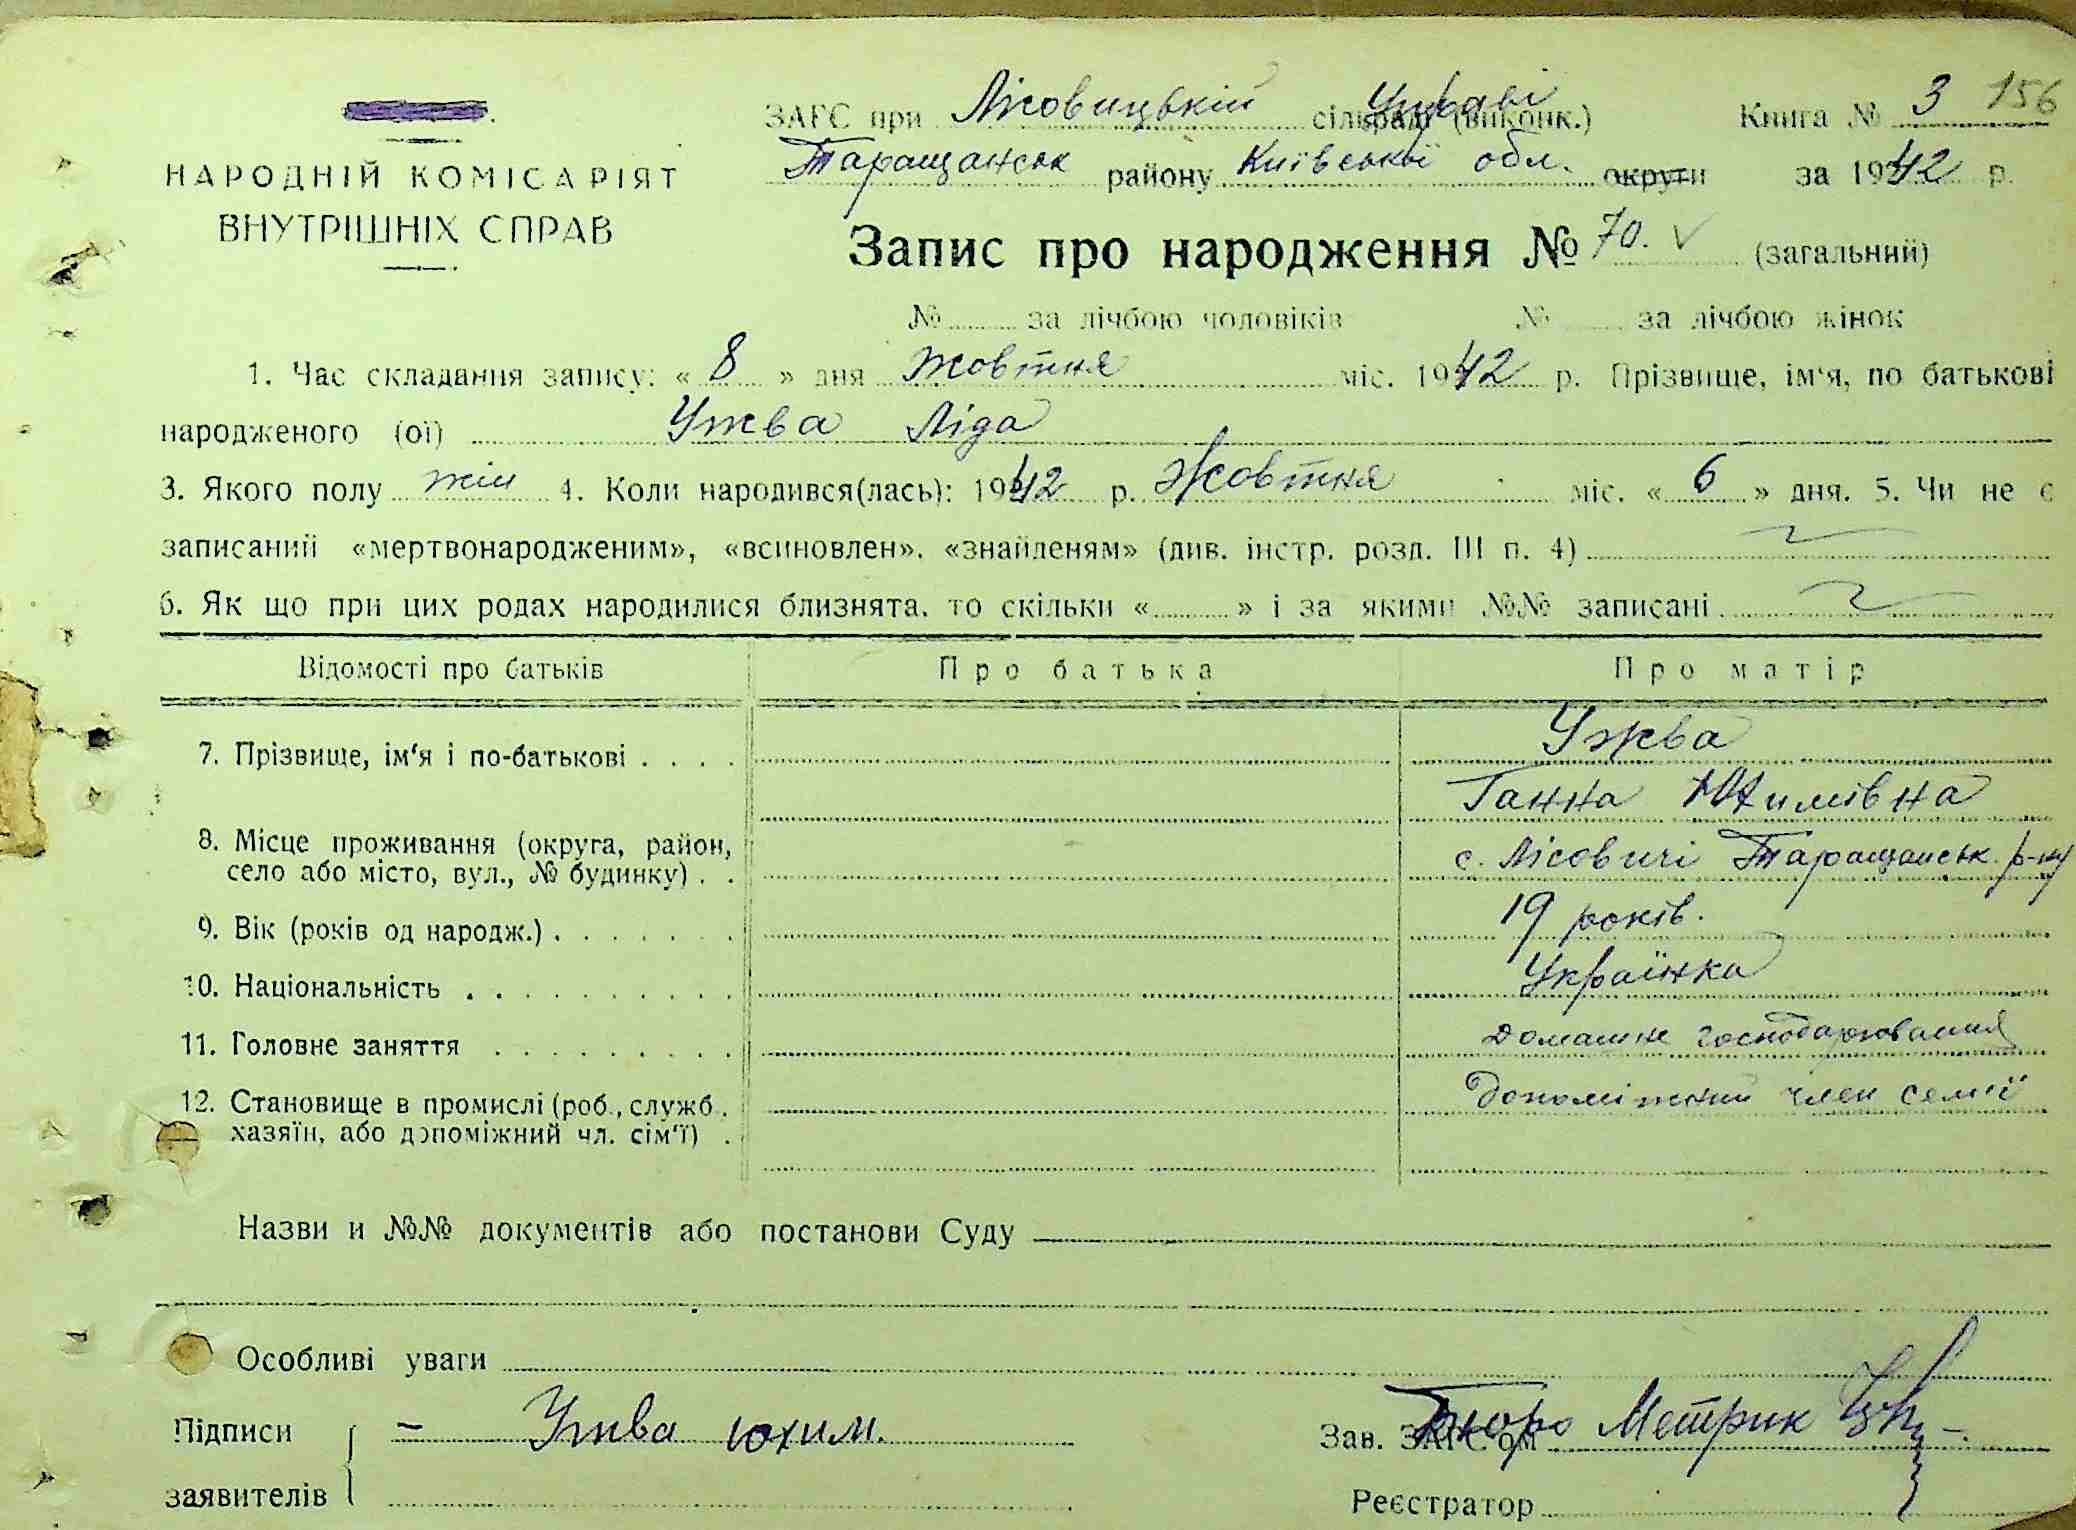 ЗАГС при Лісовицькій сільраді (виконк.) Управі Книга № 3 156
НАРОДНІЙ КОМІСАРІЯТ
ВНУТРІШНІХ СПРАВ
Таращанськ району Київської обл. округи за 1942 р.
Запис про народження № 70. (загальний)
№ за лічбою чоловіків № за лічбою жінок
1. Час складання запису: « 8 » дня жовтня міс. 1942 р. Прізвище, ім'я, по батькові
народженого (ої) Ужва Ліда
3. Якого полу жін 4. Коли народився(лась): 1942 р. Жовтня міс. « 6 » дня. 5. Чи не є
записаний «мертвонародженим», «всиновлен», «знайденям» (див. інстр. розд. III п. 4)
6. Як що при цих родах народилися близнята, то скільки « » і за якими №№ записані
Відомості про батьків Про батька Про матір
7. Прізвище, ім'я і по-батькові . . . . Ужва
Ганна Юхимівна
8. Місце проживання (округа, район,
село або місто, вул., № будинку) . . с. Лісовичі Таращанськ. р-ну
9. Вік (років од народж.) . . . . . . . 19 років.
10. Національність . . . . . . . . . . Українка
11. Головне заняття . . . . . . . . . домашнє господарювання
12. Становище в промислі (роб., служб.
хазяїн, або допоміжний чл. сім'ї) . Допоміжний член семії
Назви и №№ документів або постанови Суду
Особливі уваги
Підписи – Ужва юхим. Зав. ЗАГС'ом Бюро Метрик
заявителів Реєстратор